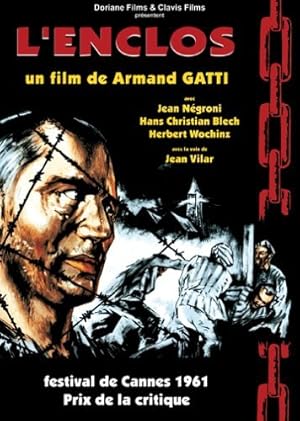 Doriane Films & Clavis Films
présentent
L'ENCLOS
un film de Armand GATTI
avec
Jean Négroni
Hans Christian Blech
Herbert Wochinz
avec la voix de
Jean Vilar
festival de Cannes 1961
Prix de la critique